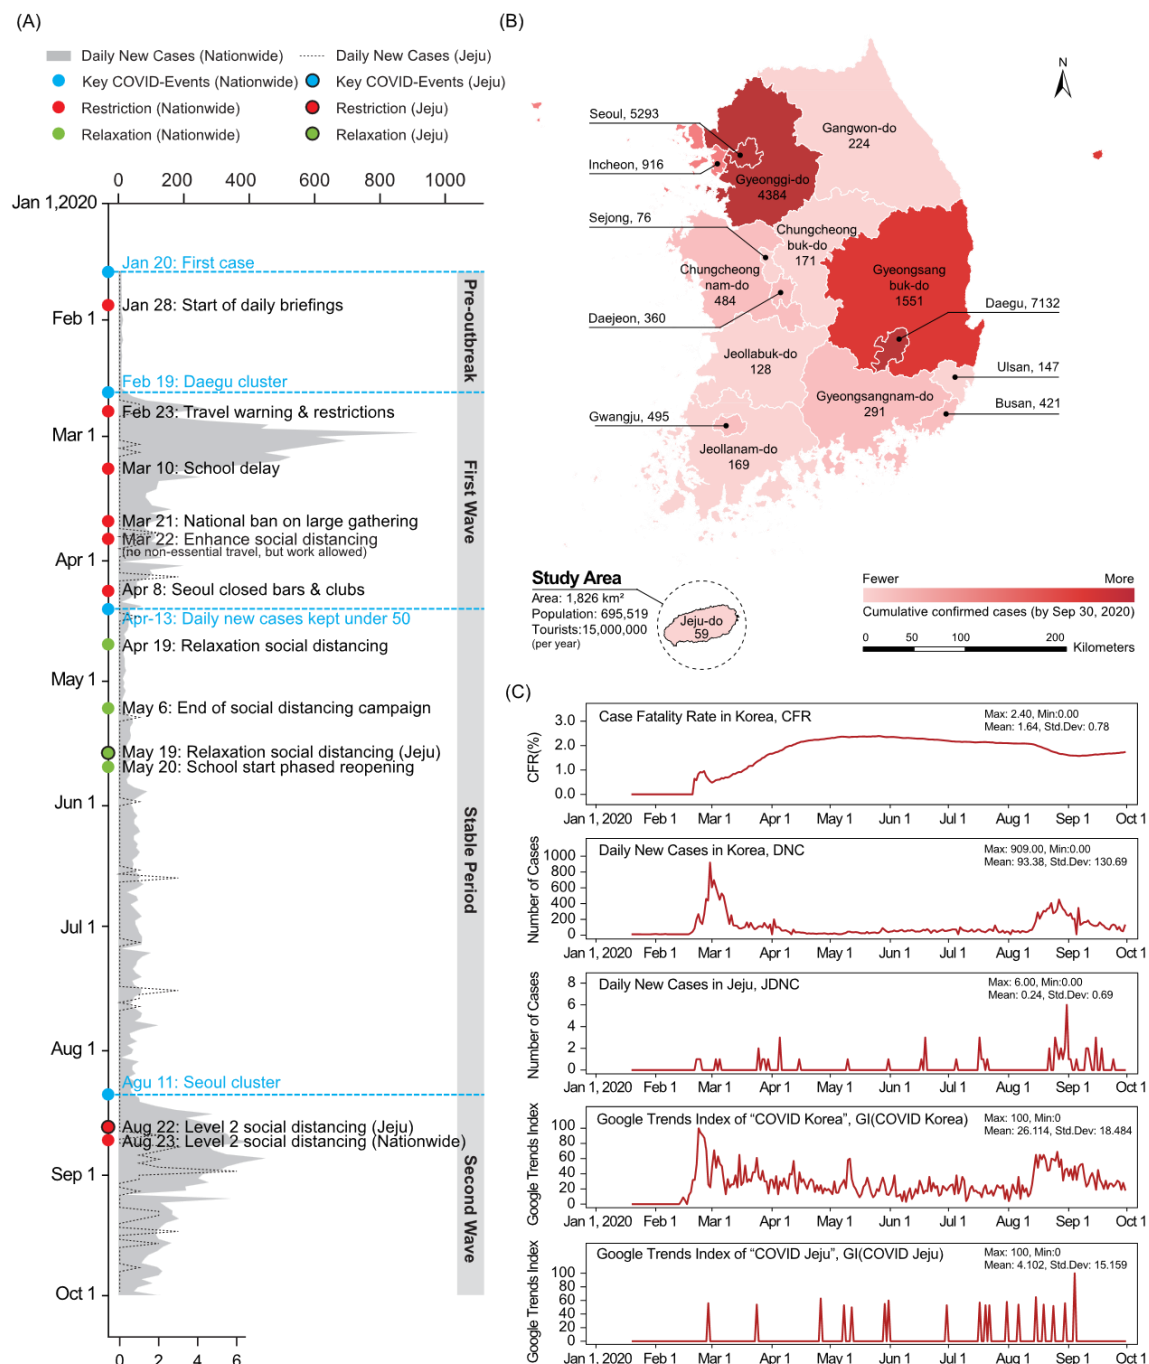 (A)
Daily New Cases (Nationwide)
Daily New Cases (Jeju)
Key COVID-Events (Nationwide)
Key COVID-Events (Jeju)
Restriction (Nationwide)
Restriction (Jeju)
Relaxation (Nationwide)
Relaxation (Jeju)
0 200 400 600 800 1000
Jan 1,2020
Jan 20: First case
Jan 28: Start of daily briefings
Feb 1
Pre-outbreak
Feb 19: Daegu cluster
Feb 23: Travel warning & restrictions
Mar 1
Mar 10: School delay
First Wave
Mar 21: National ban on large gathering
Mar 22: Enhance social distancing
(no non-essential travel, but work allowed)
Apr 1
Apr 8: Seoul closed bars & clubs
Apr-13: Daily new cases kept under 50
Apr 19: Relaxation social distancing
May 1
May 6: End of social distancing campaign
May 19: Relaxation social distancing (Jeju)
May 20: School start phased reopening
Jun 1
Stable Period
Jul 1
Aug 1
Agu 11: Seoul cluster
Aug 22: Level 2 social distancing (Jeju)
Aug 23: Level 2 social distancing (Nationwide)
Sep 1
Second Wave
Oct 1
0 2 4 6
(B)
N
Seoul, 5293
Gangwon-do
224
Incheon, 916
Gyeonggi-do
4384
Sejong, 76
Chungcheong
buk-do
171
Chungcheong
nam-do
484
Gyeongsang
buk-do
1551
Daegu, 7132
Daejeon, 360
Jeollabuk-do
128
Ulsan, 147
Gyeongsangnam-do
291
Busan, 421
Gwangju, 495
Jeollanam-do
169
Study Area
Area: 1,826 km²
Population: 695,519
Tourists:15,000,000
(per year)
Jeju-do
59
Fewer More
Cumulative confirmed cases (by Sep 30, 2020)
0 50 100 200
Kilometers
(C)
Case Fatality Rate in Korea, CFR
Max: 2.40, Min:0.00
Mean: 1.64, Std.Dev: 0.78
CFR(%)
3.0
2.0
1.0
0.0
Jan 1, 2020 Feb 1 Mar 1 Apr 1 May 1 Jun 1 Jul 1 Aug 1 Sep 1 Oct 1
Daily New Cases in Korea, DNC
Max: 909.00, Min:0.00
Mean: 93.38, Std.Dev: 130.69
Number of Cases
1000
800
600
400
200
0
Jan 1, 2020 Feb 1 Mar 1 Apr 1 May 1 Jun 1 Jul 1 Aug 1 Sep 1 Oct 1
Daily New Cases in Jeju, JDNC
Max: 6.00, Min:0.00
Mean: 0.24, Std.Dev: 0.69
Number of Cases
8
6
4
2
0
Jan 1, 2020 Feb 1 Mar 1 Apr 1 May 1 Jun 1 Jul 1 Aug 1 Sep 1 Oct 1
Google Trends Index of “COVID Korea”, GI(COVID Korea)
Max: 100, Min:0
Mean: 26.114, Std.Dev: 18.484
Google Trends Index
100
80
60
40
20
0
Jan 1, 2020 Feb 1 Mar 1 Apr 1 May 1 Jun 1 Jul 1 Aug 1 Sep 1 Oct 1
Google Trends Index of “COVID Jeju”, GI(COVID Jeju)
Max: 100, Min:0
Mean: 4.102, Std.Dev: 15.159
Google Trends Index
100
80
60
40
20
0
Jan 1, 2020 Feb 1 Mar 1 Apr 1 May 1 Jun 1 Jul 1 Aug 1 Sep 1 Oct 1